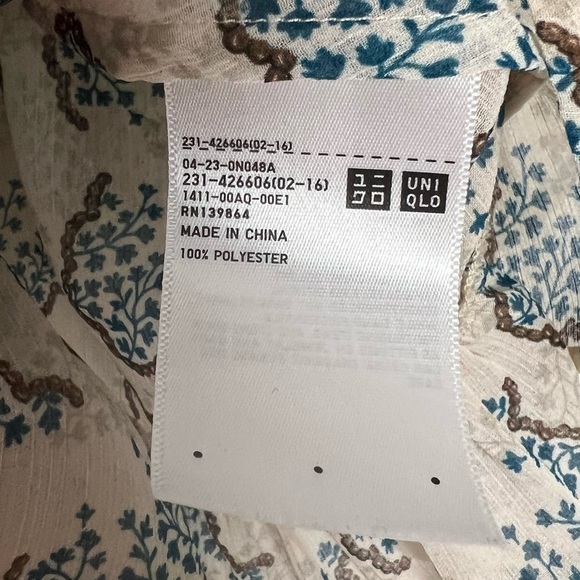 231-426606(02-16)
04-23-0N048A
231-426606(02-16)
1411-00AQ-00E1
RN139864
MADE IN CHINA
100% POLYESTER
ユニ
クロ
UNI
QLO